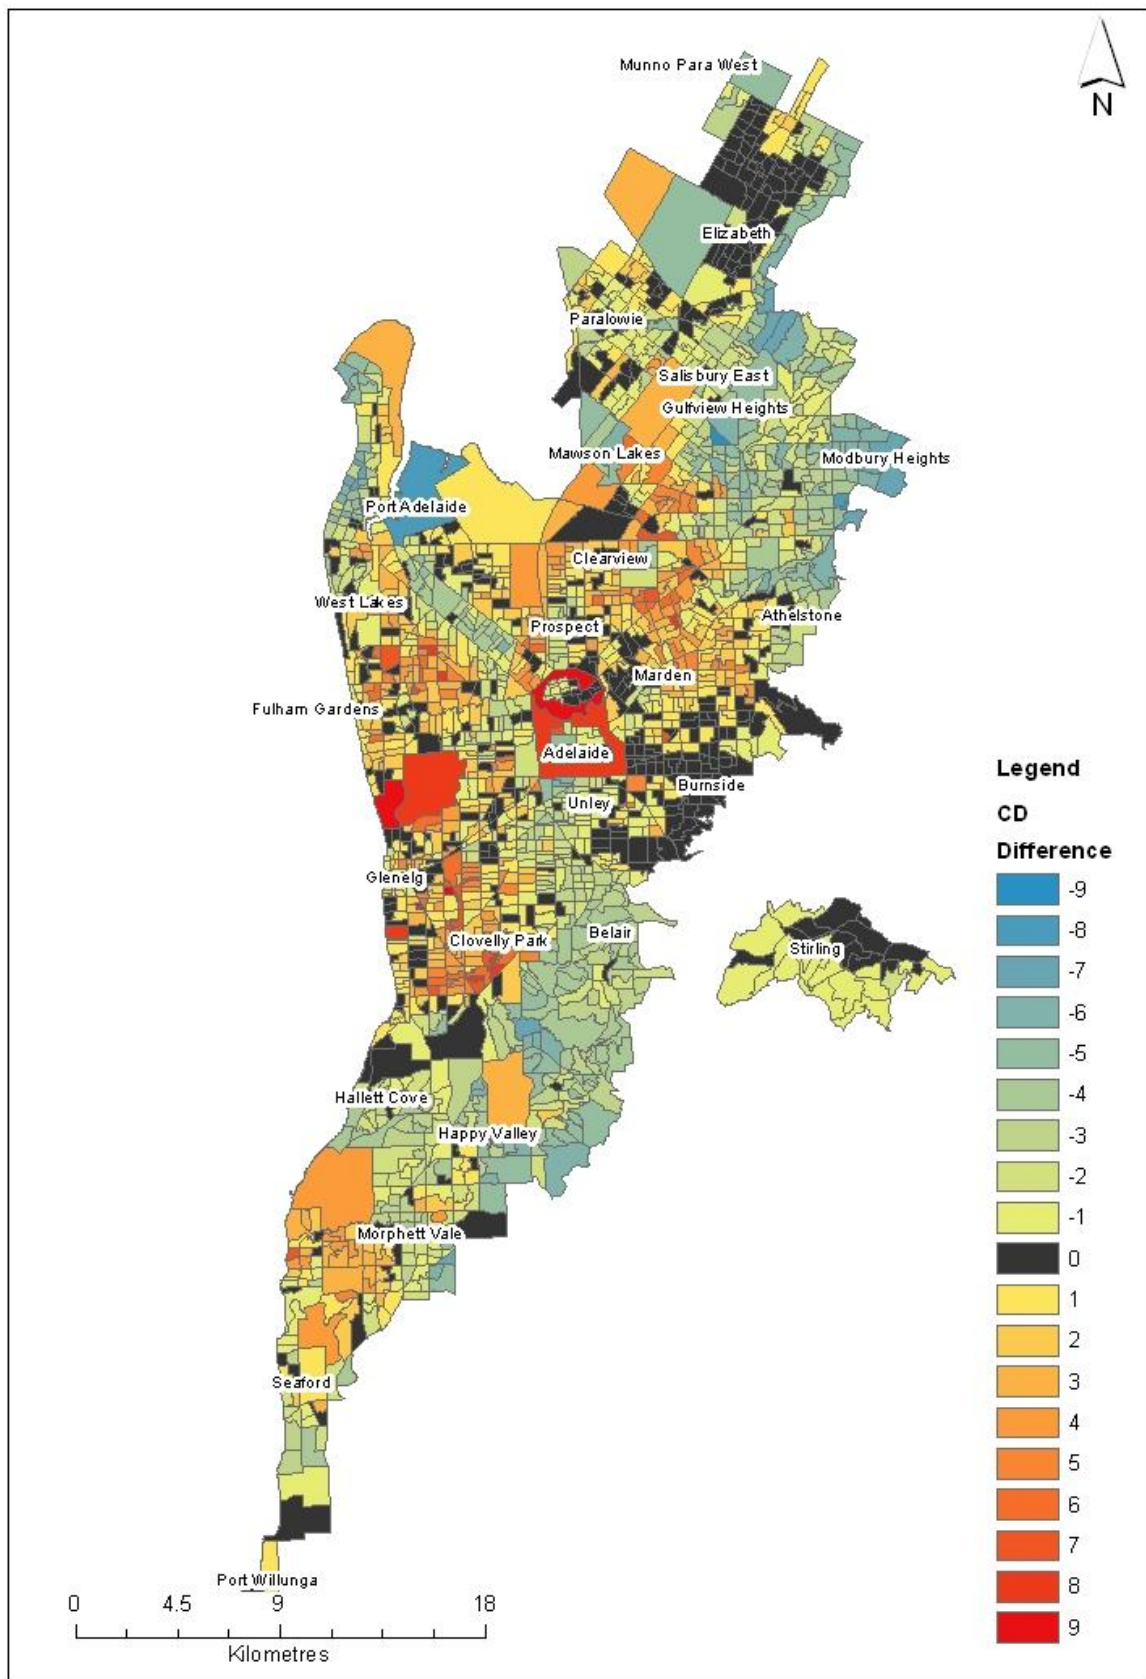 Munno Para West
N
Elizabeth
Paralowie
Salisbury East
Gulfview Heights
Mawson Lakes
Modbury Heights
Port Adelaide
Clearview
West Lakes
Athelstone
Prospect
Marden
Fulham Gardens
Adelaide
Burnside
Unley
Glenelg
Belair
Clovelly Park
Stirling
Hallett Cove
Happy Valley
Morphett Vale
Seaford
Port Willunga
Legend
CD
Difference
-9
-8
-7
-6
-5
-4
-3
-2
-1
0
1
2
3
4
5
6
7
8
9
0 4.5 9 18
Kilometres